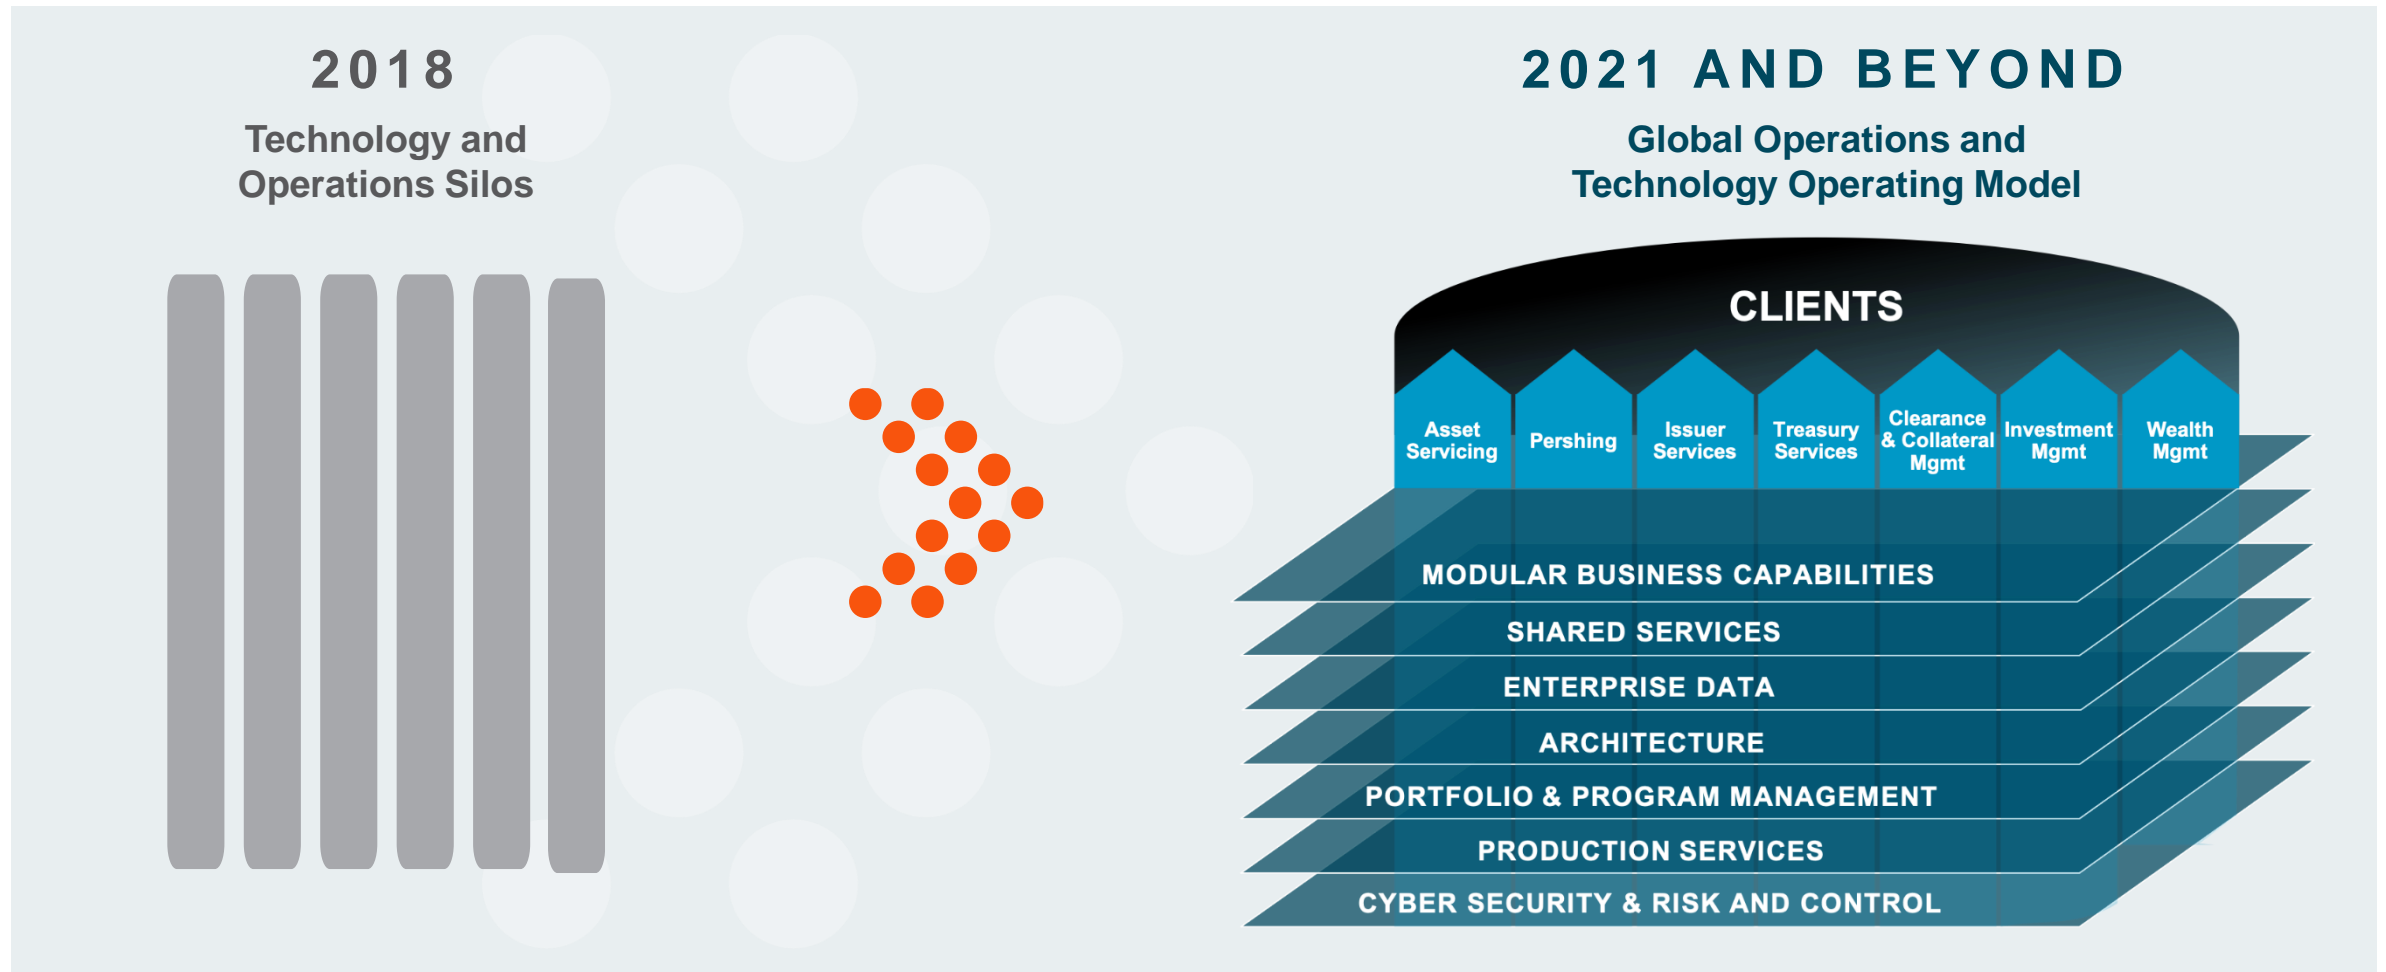 2018
Technology and
Operations Silos
2021 AND BEYOND
Global Operations and
Technology Operating Model
CLIENTS
Asset
Servicing
Pershing
Issuer
Services
Treasury
Services
Clearance
& Collateral
Mgmt
Investment
Mgmt
Wealth
Mgmt
MODULAR BUSINESS CAPABILITIES
SHARED SERVICES
ENTERPRISE DATA
ARCHITECTURE
PORTFOLIO & PROGRAM MANAGEMENT
PRODUCTION SERVICES
CYBER SECURITY & RISK AND CONTROL